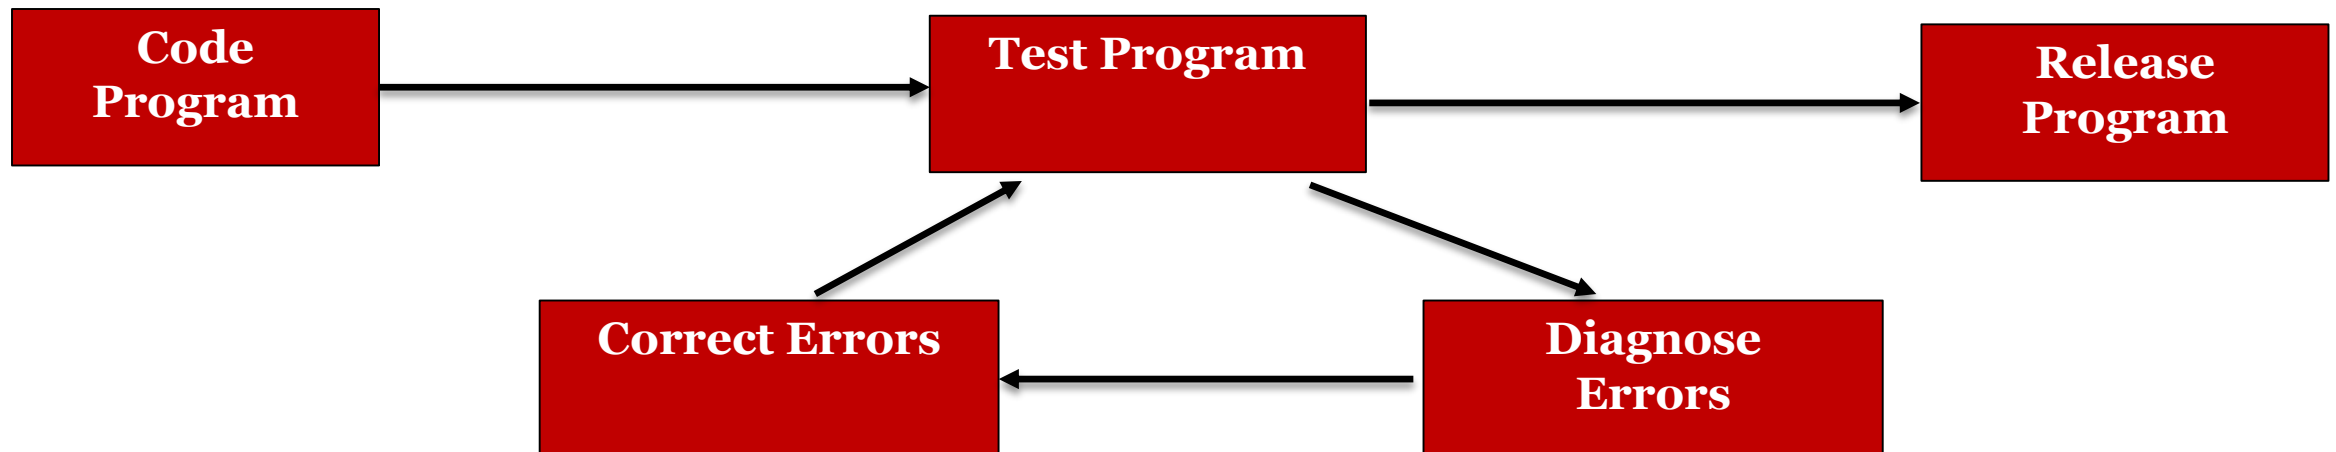 Code
Program
Test Program
Release
Program
Correct Errors
Diagnose
Errors